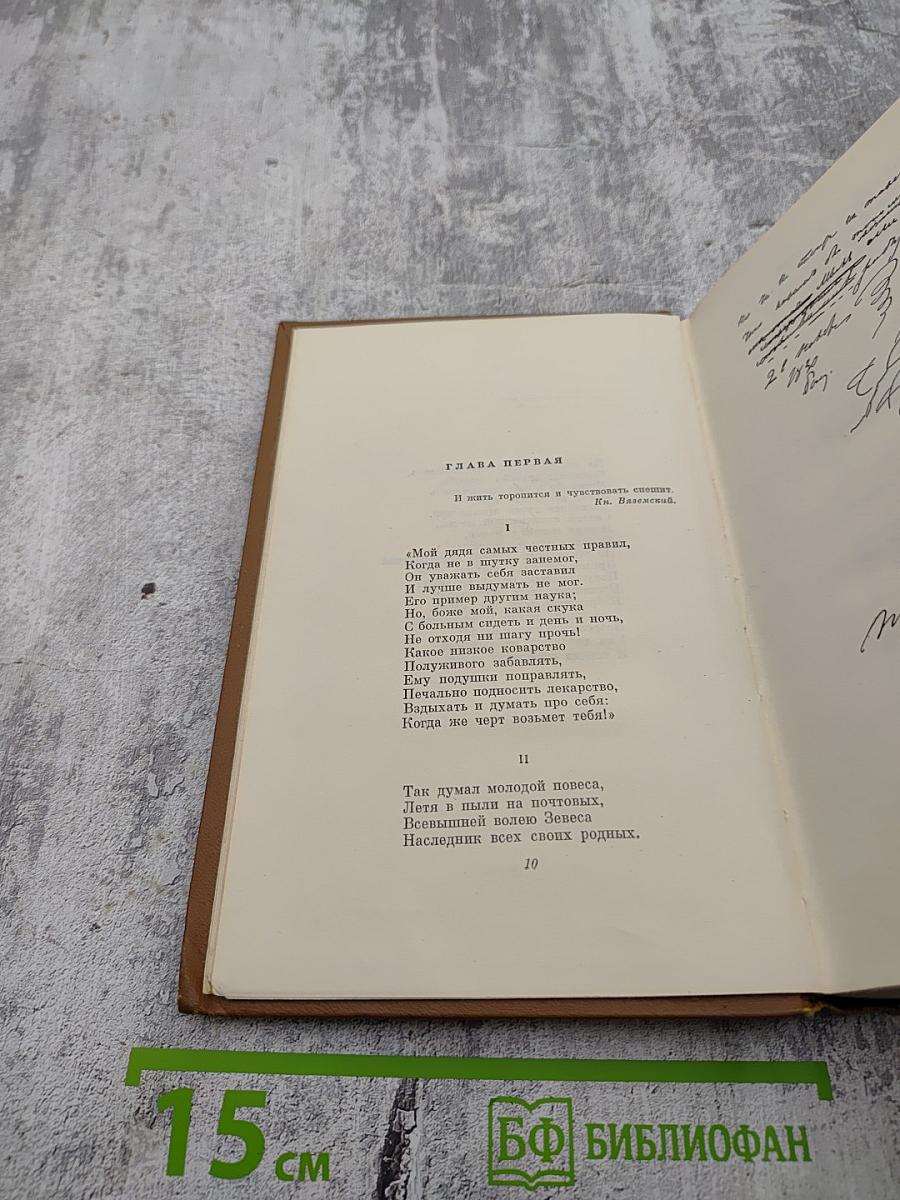 ГЛАВА ПЕРВАЯ
И жить торопится и чувствовать спешит.
Кн. Вяземский.
I
«Мой дядя самых честных правил,
Когда не в шутку занемог,
Он уважать себя заставил
И лучше выдумать не мог.
Его пример другим наука;
Но, боже мой, какая скука
С больным сидеть и день и ночь,
Не отходя ни шагу прочь!
Какое низкое коварство
Полуживого забавлять,
Ему подушки поправлять,
Печально подносить лекарство,
Вздыхать и думать про себя:
Когда же черт возьмет тебя!»
II
Так думал молодой повеса,
Летя в пыли на почтовых,
Всевышней волею Зевеса
Наследник всех своих родных.
10
15 см
БФ БИБЛИОФАН